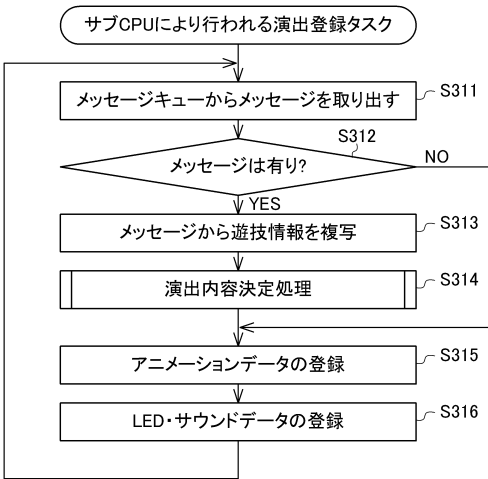 サブCPUにより行われる演出登録タスク
メッセージキューからメッセージを取り出す
S311
S312
メッセージは有り?
NO
YES
メッセージから遊技情報を複写
S313
演出内容決定処理
S314
アニメーションデータの登録
S315
LED・サウンドデータの登録
S316